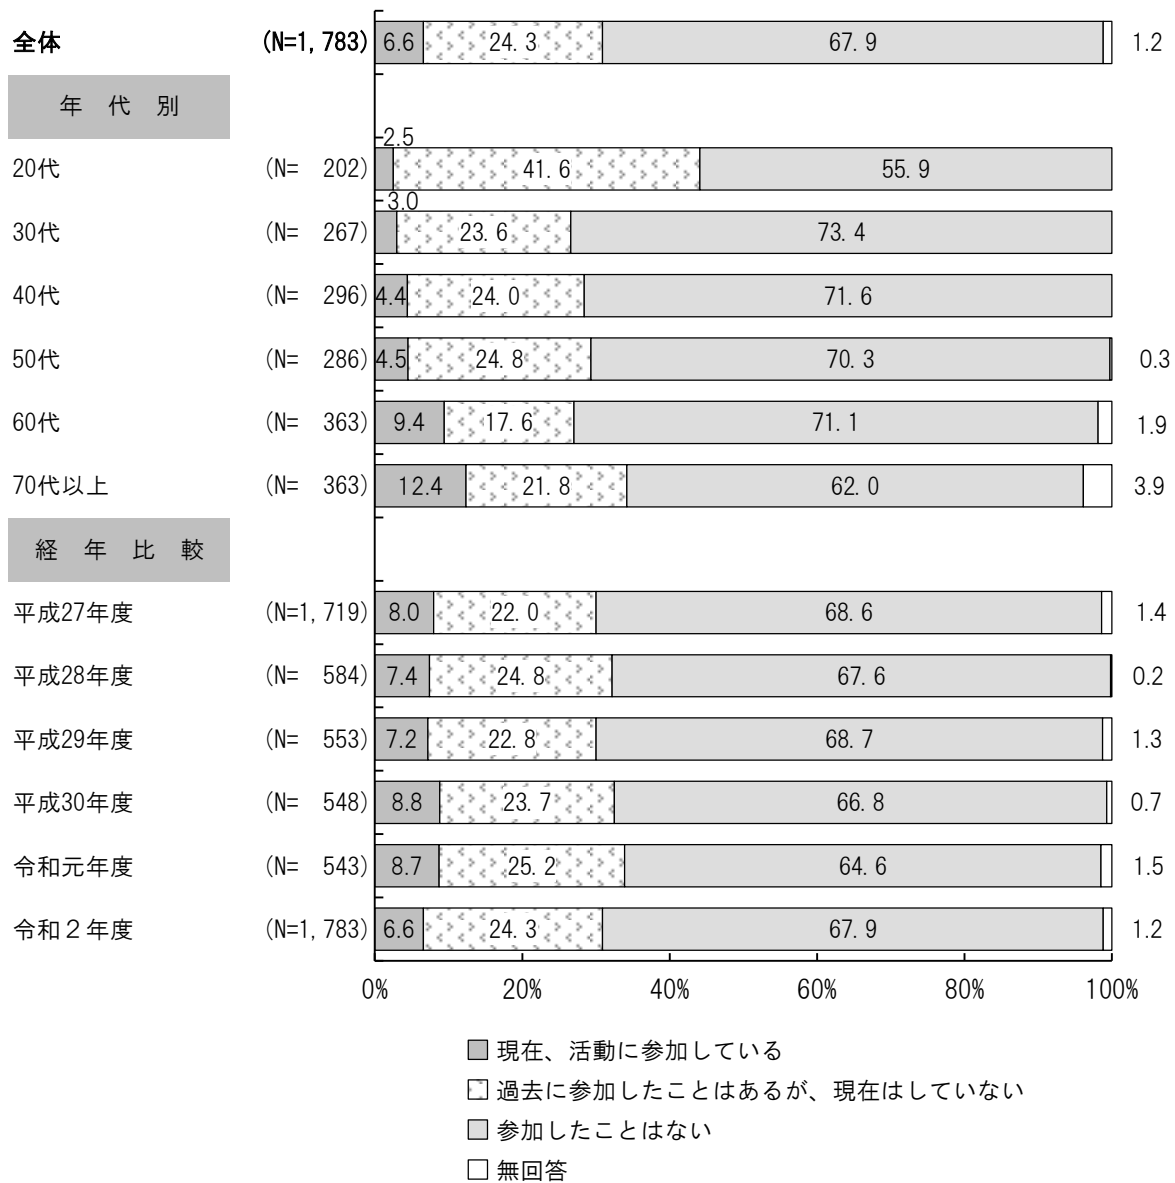 全体 (N=1,783) 6.6 24.3 67.9 1.2
年 代 別
2.5
20代 (N= 202) 41.6 55.9
3.0
30代 (N= 267) 23.6 73.4
40代 (N= 296) 4.4 24.0 71.6
50代 (N= 286) 4.5 24.8 70.3 0.3
60代 (N= 363) 9.4 17.6 71.1 1.9
70代以上 (N= 363) 12.4 21.8 62.0 3.9
経 年 比 較
平成27年度 (N=1,719) 8.0 22.0 68.6 1.4
平成28年度 (N= 584) 7.4 24.8 67.6 0.2
平成29年度 (N= 553) 7.2 22.8 68.7 1.3
平成30年度 (N= 548) 8.8 23.7 66.8 0.7
令和元年度 (N= 543) 8.7 25.2 64.6 1.5
令和２年度 (N=1,783) 6.6 24.3 67.9 1.2
0% 20% 40% 60% 80% 100%
現在、活動に参加している
過去に参加したことはあるが、現在はしていない
参加したことはない
無回答